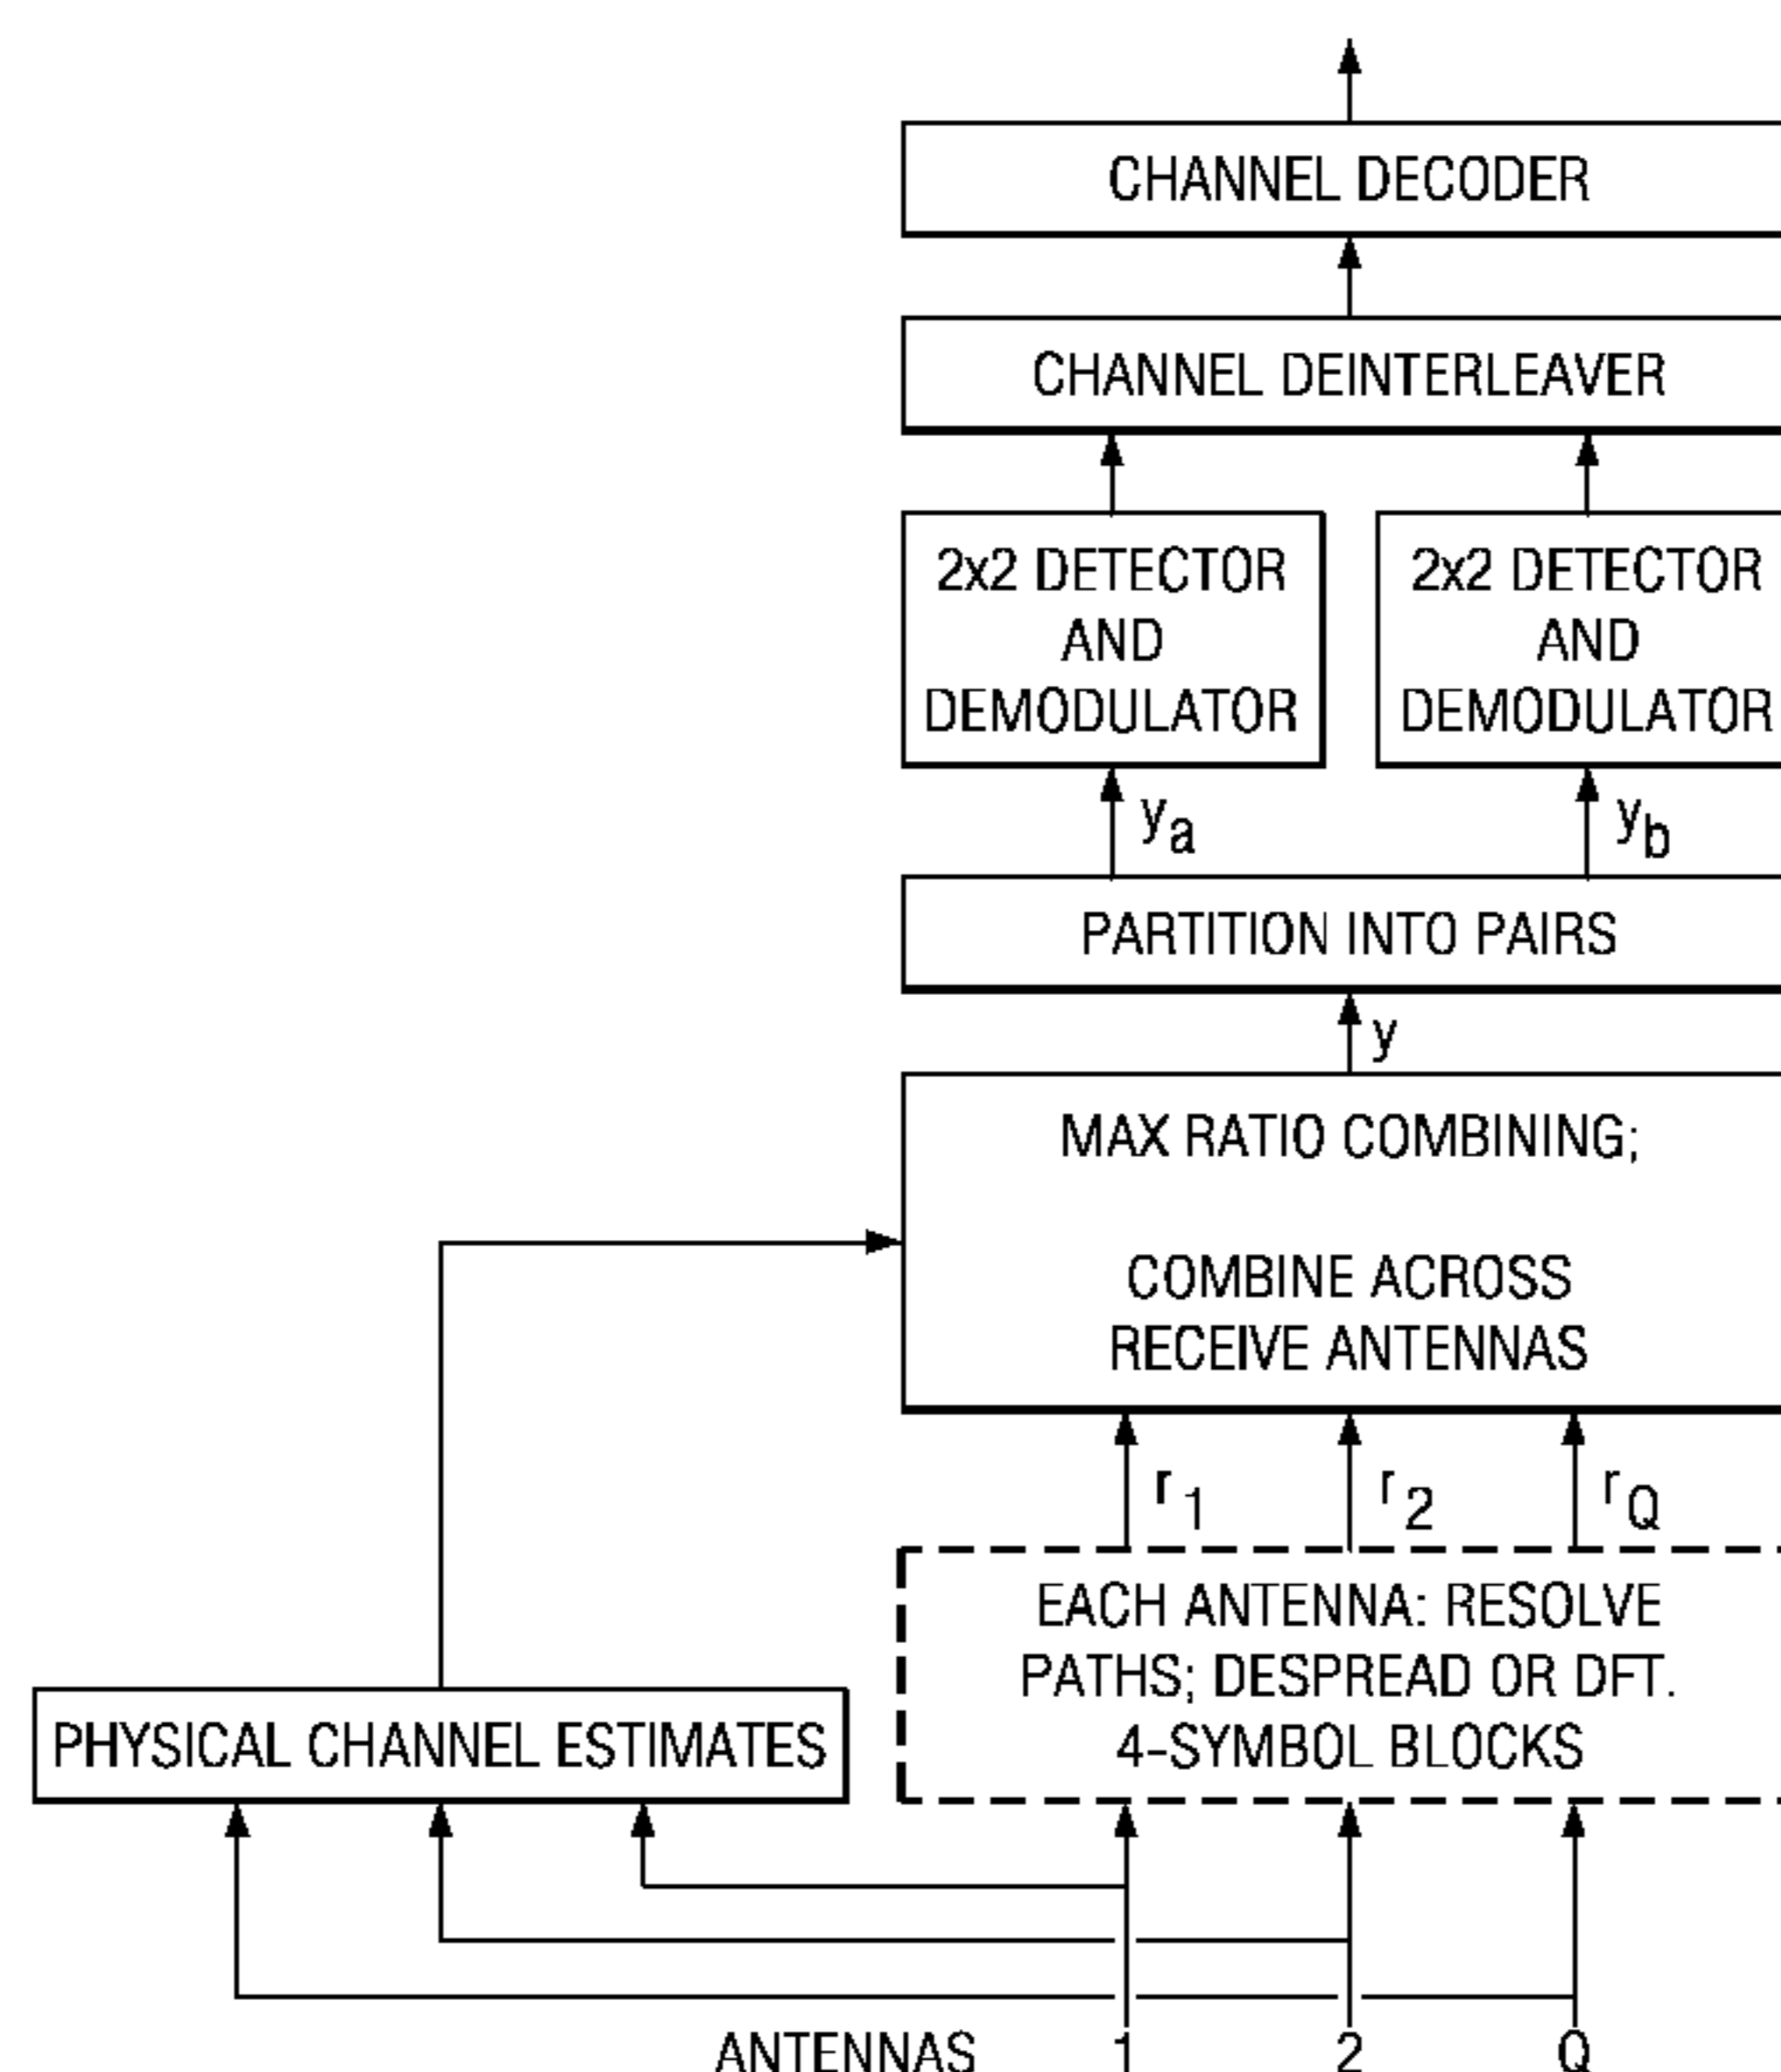 CHANNEL DECODER
CHANNEL DEINTERLEAVER
2x2 DETECTOR
AND
DEMODULATOR
2x2 DETECTOR
AND
DEMODULATOR
ya
yb
PARTITION INTO PAIRS
y
MAX RATIO COMBINING;
COMBINE ACROSS
RECEIVE ANTENNAS
r1
r2
rQ
EACH ANTENNA: RESOLVE
PATHS; DESPREAD OR DFT.
4-SYMBOL BLOCKS
PHYSICAL CHANNEL ESTIMATES
ANTENNAS 1 2 Q